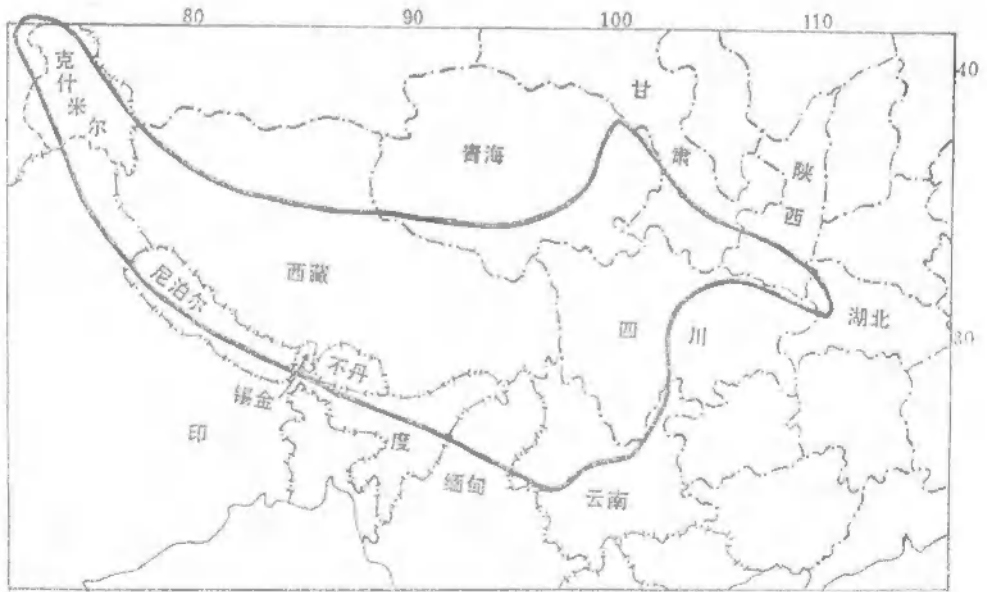 80 90 100 110
40
克什米尔
甘肃
青海
陕西
西藏
尼泊尔
四川
湖北
30
不丹
锡金
印度
缅甸
云南